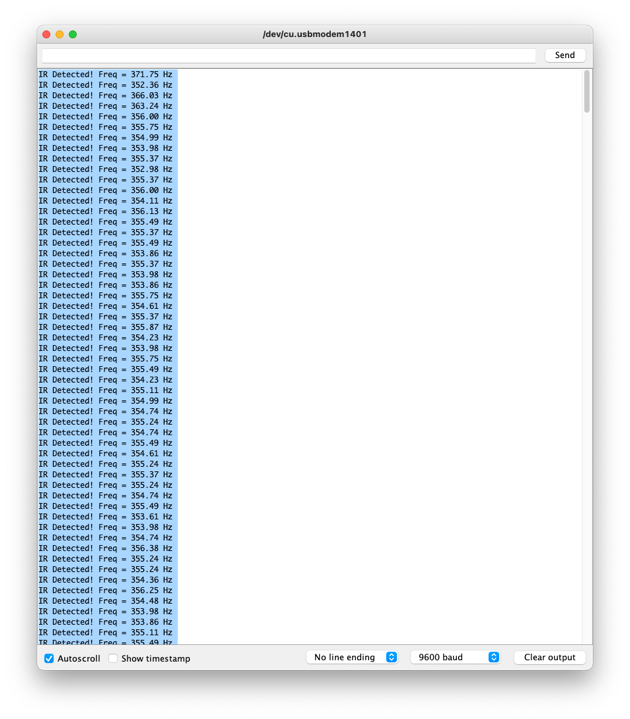 /dev/cu.usbmodem1401
Send
IR Detected! Freq = 371.75 Hz
IR Detected! Freq = 352.36 Hz
IR Detected! Freq = 366.03 Hz
IR Detected! Freq = 363.24 Hz
IR Detected! Freq = 356.00 Hz
IR Detected! Freq = 355.75 Hz
IR Detected! Freq = 354.99 Hz
IR Detected! Freq = 353.98 Hz
IR Detected! Freq = 355.37 Hz
IR Detected! Freq = 352.98 Hz
IR Detected! Freq = 355.37 Hz
IR Detected! Freq = 356.00 Hz
IR Detected! Freq = 354.11 Hz
IR Detected! Freq = 356.13 Hz
IR Detected! Freq = 355.49 Hz
IR Detected! Freq = 355.37 Hz
IR Detected! Freq = 355.49 Hz
IR Detected! Freq = 353.86 Hz
IR Detected! Freq = 355.37 Hz
IR Detected! Freq = 353.98 Hz
IR Detected! Freq = 353.86 Hz
IR Detected! Freq = 355.75 Hz
IR Detected! Freq = 354.61 Hz
IR Detected! Freq = 355.37 Hz
IR Detected! Freq = 355.87 Hz
IR Detected! Freq = 354.23 Hz
IR Detected! Freq = 353.98 Hz
IR Detected! Freq = 355.75 Hz
IR Detected! Freq = 355.49 Hz
IR Detected! Freq = 354.23 Hz
IR Detected! Freq = 355.11 Hz
IR Detected! Freq = 354.99 Hz
IR Detected! Freq = 354.74 Hz
IR Detected! Freq = 355.24 Hz
IR Detected! Freq = 354.74 Hz
IR Detected! Freq = 355.49 Hz
IR Detected! Freq = 354.61 Hz
IR Detected! Freq = 355.24 Hz
IR Detected! Freq = 355.37 Hz
IR Detected! Freq = 355.24 Hz
IR Detected! Freq = 354.74 Hz
IR Detected! Freq = 355.49 Hz
IR Detected! Freq = 353.61 Hz
IR Detected! Freq = 353.98 Hz
IR Detected! Freq = 354.74 Hz
IR Detected! Freq = 356.38 Hz
IR Detected! Freq = 355.24 Hz
IR Detected! Freq = 355.24 Hz
IR Detected! Freq = 354.36 Hz
IR Detected! Freq = 356.25 Hz
IR Detected! Freq = 354.48 Hz
IR Detected! Freq = 353.98 Hz
IR Detected! Freq = 353.86 Hz
IR Detected! Freq = 355.11 Hz
IR Detected! Freq = 355.49 Hz
Autoscroll Show timestamp No line ending 9600 baud Clear output